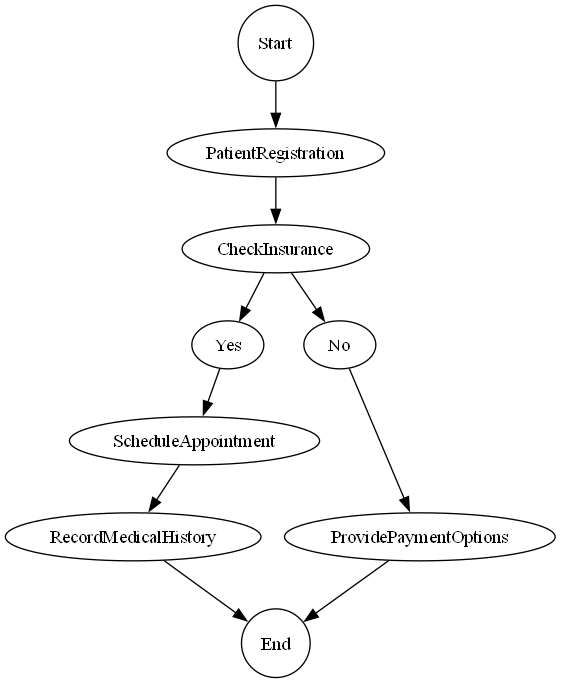 Start
PatientRegistration
CheckInsurance
Yes
No
ScheduleAppointment
RecordMedicalHistory
ProvidePaymentOptions
End